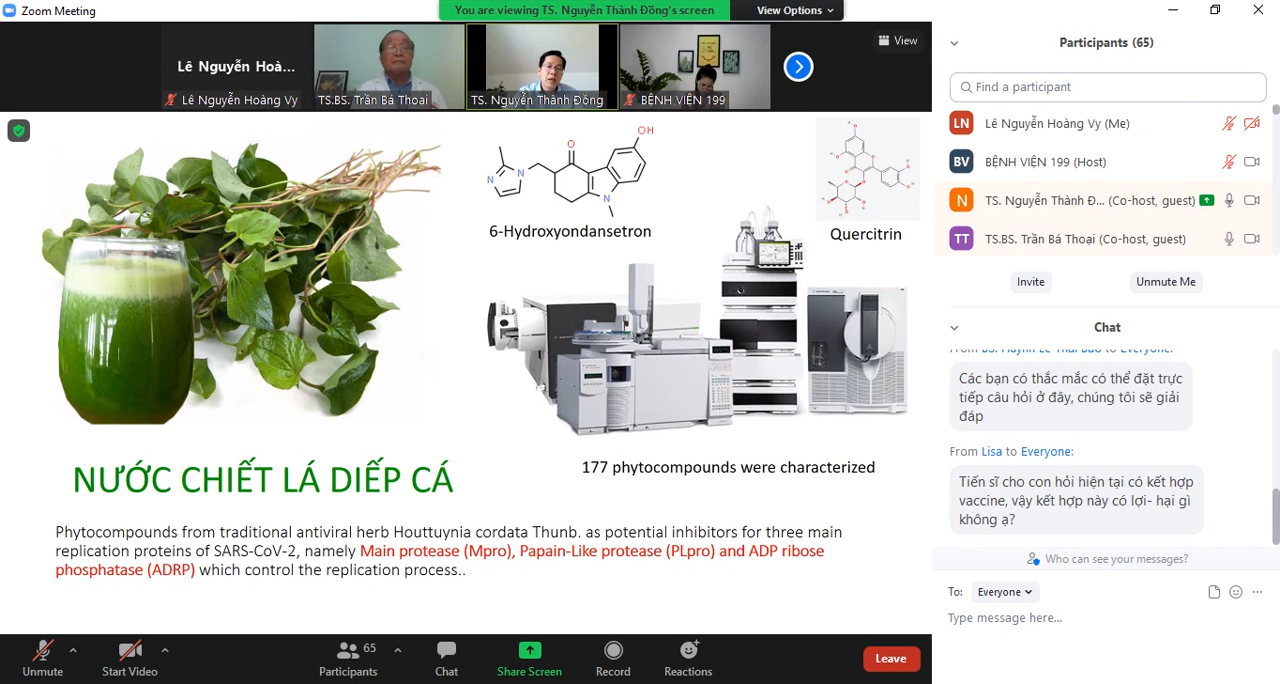 Zoom Meeting
You are viewing TS. Nguyễn Thành Đồng's screen
View Options
Lê Nguyễn Hoà...
Lê Nguyễn Hoàng Vy
TS.BS. Trần Bá Thoại
TS. Nguyễn Thành Đồng
BỆNH VIỆN 199
View
OH
O
N
N
N
6-Hydroxyondansetron
Quercitrin
NƯỚC CHIẾT LÁ DIẾP CÁ
177 phytocompounds were characterized
Phytocompounds from traditional antiviral herb Houttuynia cordata Thunb. as potential inhibitors for three main
replication proteins of SARS-CoV-2, namely Main protease (Mpro), Papain-Like protease (PLpro) and ADP ribose
phosphatase (ADRP) which control the replication process..
Unmute
Start Video
65
Participants
Chat
Share Screen
Record
Reactions
Leave
Participants (65)
Find a participant
LN Lê Nguyễn Hoàng Vy (Me)
BV BỆNH VIỆN 199 (Host)
N TS. Nguyễn Thành Đ... (Co-host, guest)
TT TS.BS. Trần Bá Thoại (Co-host, guest)
Invite
Unmute Me
Chat
Các bạn có thắc mắc có thể đặt trực
tiếp câu hỏi ở đây, chúng tôi sẽ giải
đáp
From Lisa to Everyone:
Tiến sĩ cho con hỏi hiện tại có kết hợp
vaccine, vậy kết hợp này có lợi- hại gì
không ạ?
Who can see your messages?
To: Everyone
Type message here...